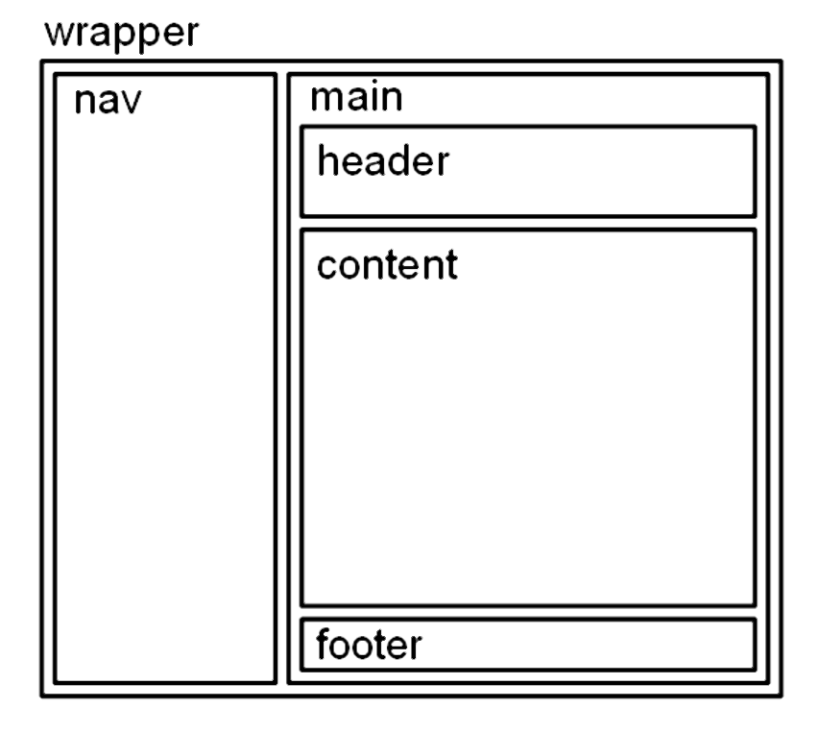 wrapper
nav
main
header
content
footer